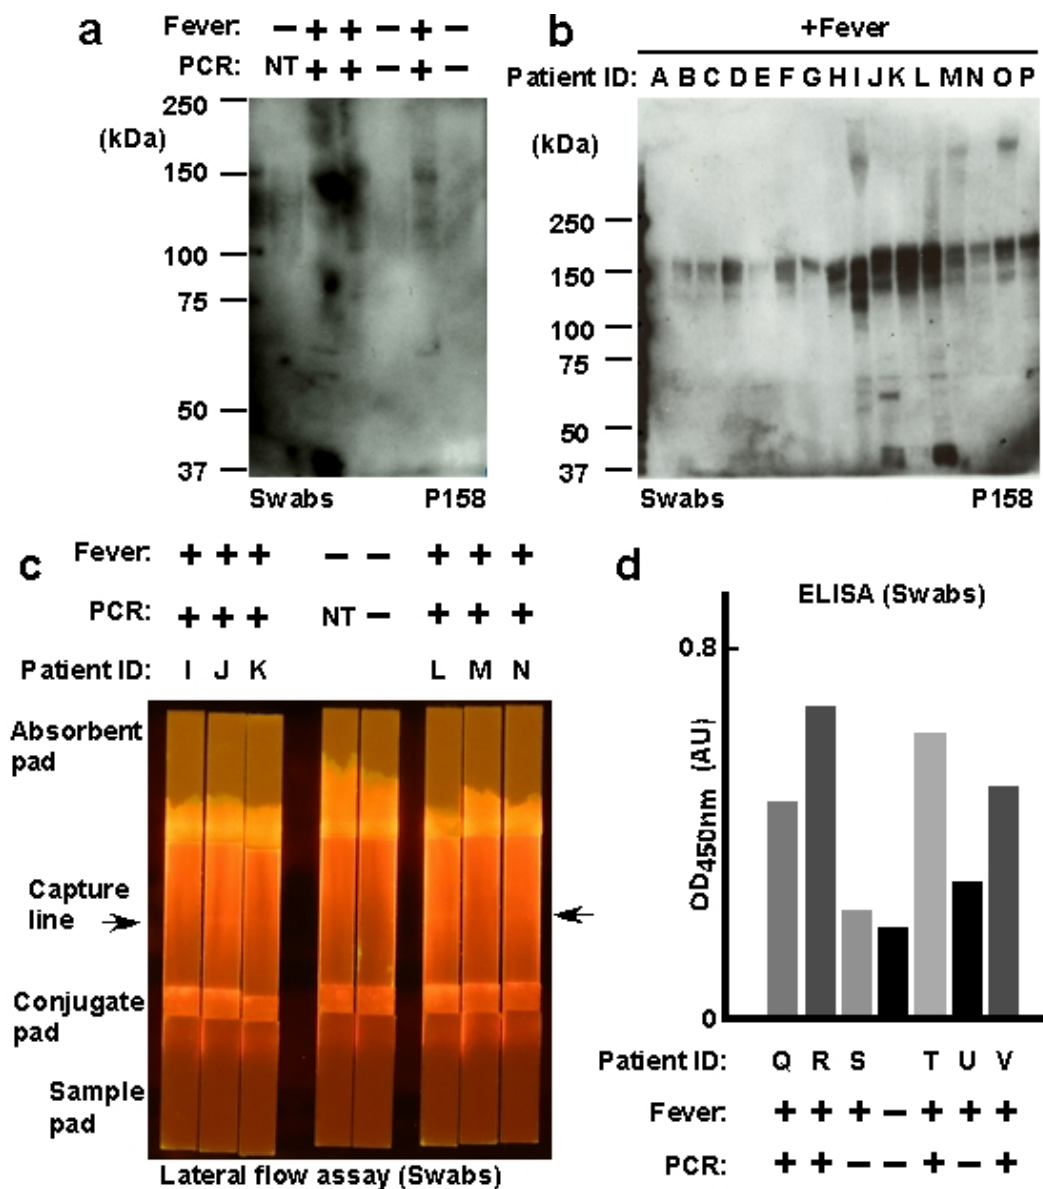 a
Fever: − + + − + −
PCR: NT + + − + −
250
(kDa)
150
100
75
50
37
Swabs P158
b
+Fever
Patient ID: A B C D E F G H I J K L M N O P
(kDa)
250
150
100
75
50
37
Swabs P158
c
Fever: + + + − − + + +
PCR: + + + NT − + + +
Patient ID: I J K L M N
Absorbent
pad
Capture
line
Conjugate
pad
Sample
pad
Lateral flow assay (Swabs)
d
ELISA (Swabs)
0.8
OD450nm (AU)
0
Patient ID: Q R S T U V
Fever: + + + − + + +
PCR: + + − − + − +